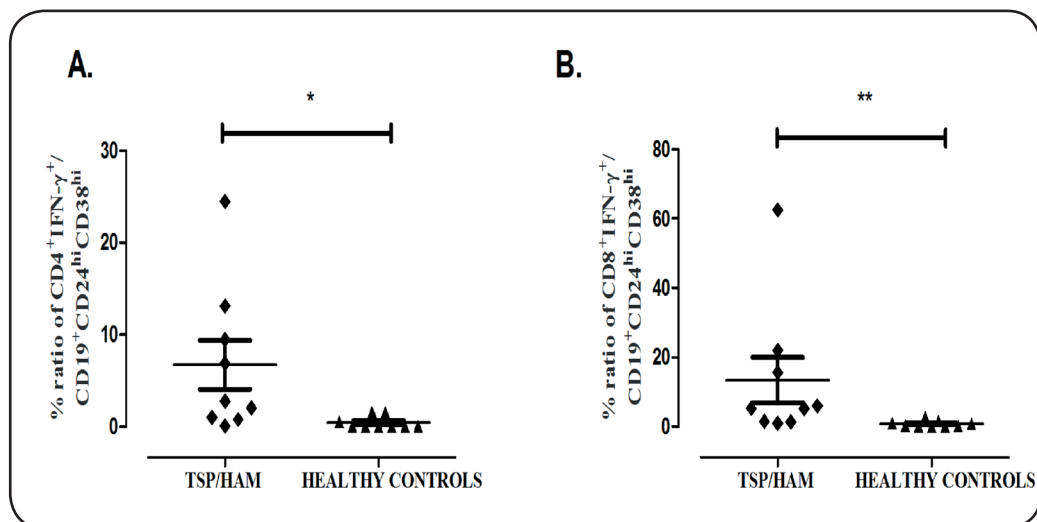 A.
*
% ratio of CD4⁺IFN-γ⁺/
CD19⁺CD24ʰⁱCD38ʰⁱ
30
20
10
0
TSP/HAM
HEALTHY CONTROLS
B.
**
% ratio of CD8⁺IFN-γ⁺/
CD19⁺CD24ʰⁱCD38ʰⁱ
80
60
40
20
0
TSP/HAM
HEALTHY CONTROLS